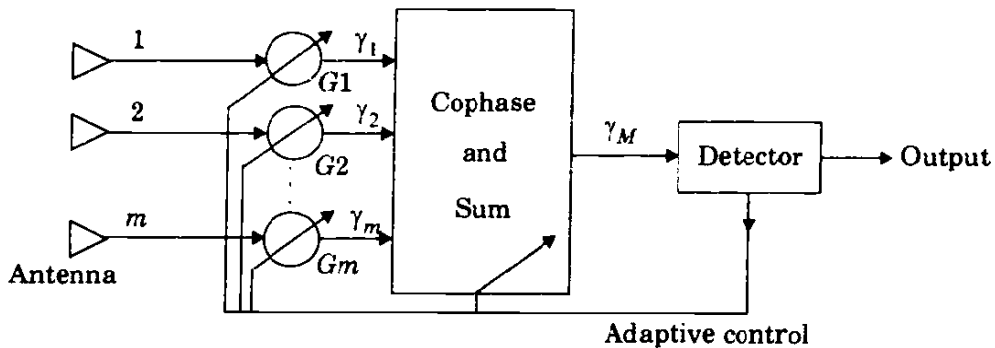 1
γ1
G1
2
γ2
G2
m
γm
Gm
Antenna
Cophase
and
Sum
γM
Detector
Output
Adaptive control